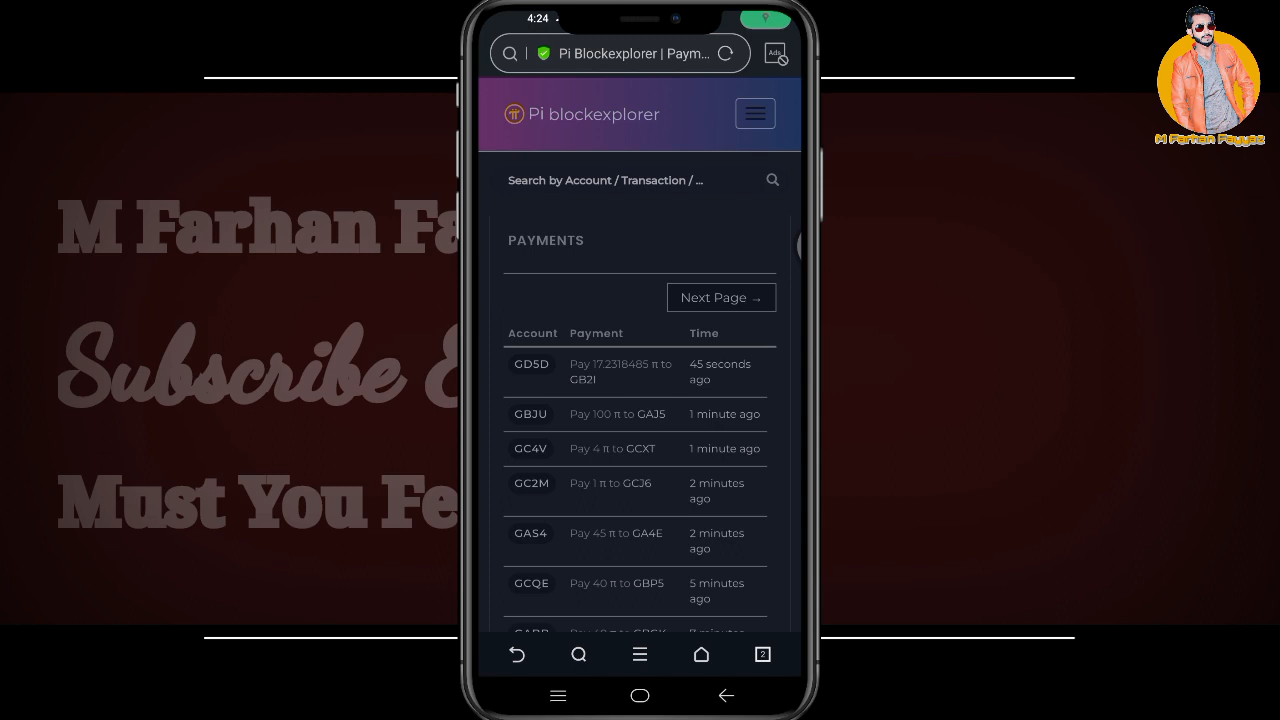 4:24
Pi Blockexplorer | Paym...
Ads
Pi blockexplorer
M Farhan Fayyaz
Search by Account / Transaction / ...
M Farhan Fa
PAYMENTS
Next Page →
Account Payment Time
GD5D Pay 17.2318485 π to GB2I 45 seconds ago
Subscribe &
GBJU Pay 100 π to GAJ5 1 minute ago
GC4V Pay 4 π to GCXT 1 minute ago
GC2M Pay 1 π to GCJ6 2 minutes ago
Must You Fe
GAS4 Pay 45 π to GA4E 2 minutes ago
GCQE Pay 40 π to GBP5 5 minutes ago
2